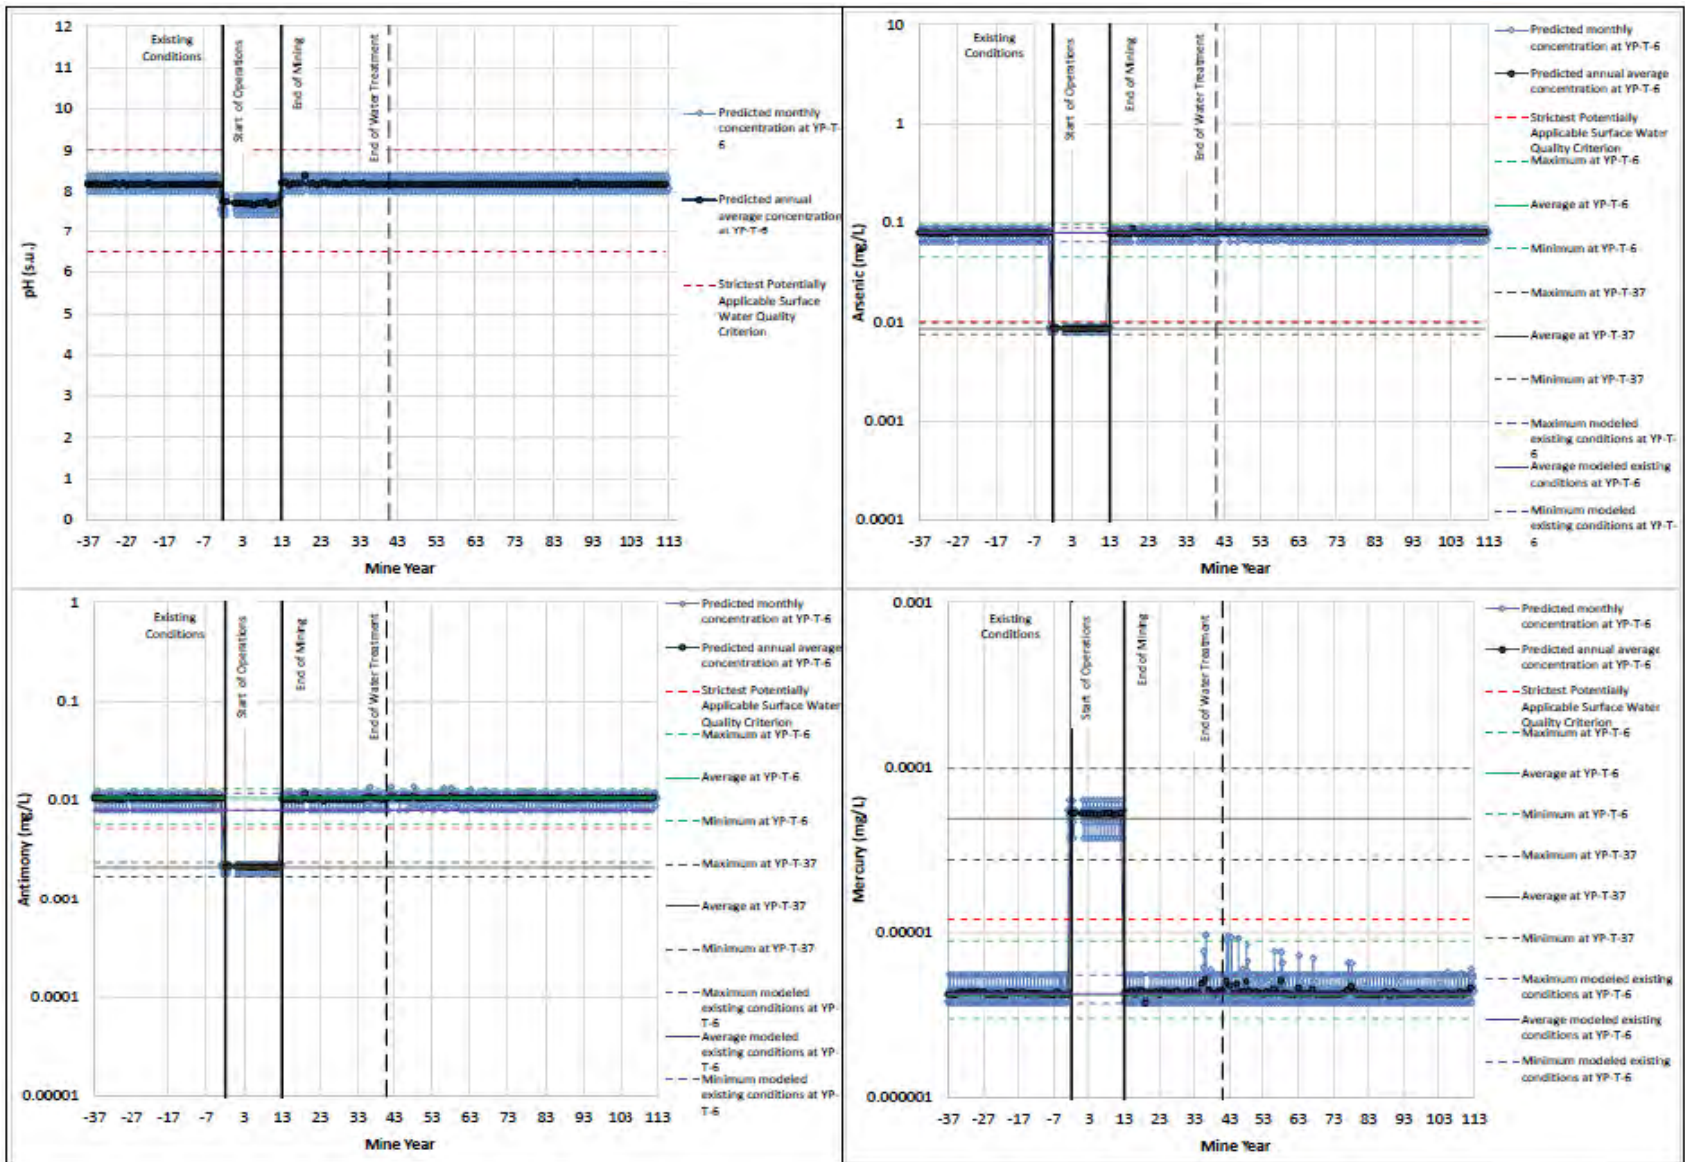 12
11
10
9
8
7
6
5
4
3
2
1
0
pH (s.u.)
Existing
Conditions
Start of Operations
End of Mining
End of Water Treatment
-37 -27 -17 -7 3 13 23 33 43 53 63 73 83 93 103 113
Mine Year
Predicted monthly
concentration at YP-T-
6
Predicted annual
average concentration
at YP-T-6
Strictest Potentially
Applicable Surface
Water Quality
Criterion
10
1
0.1
0.01
0.001
0.0001
Arsenic (mg/L)
Existing
Conditions
Start of Operations
End of Mining
End of Water Treatment
-37 -27 -17 -7 3 13 23 33 43 53 63 73 83 93 103 113
Mine Year
Predicted monthly
concentration at YP-T-6
Predicted annual average
concentration at YP-T-6
Strictest Potentially
Applicable Surface Water
Quality Criterion
Maximum at YP-T-6
Average at YP-T-6
Minimum at YP-T-6
Maximum at YP-T-37
Average at YP-T-37
Minimum at YP-T-37
Maximum modeled
existing conditions at YP-T-
6
Average modeled existing
conditions at YP-T-6
Minimum modeled
existing conditions at YP-T-
6
1
0.1
0.01
0.001
0.0001
0.00001
Antimony (mg/L)
Existing
Conditions
Start of Operations
End of Mining
End of Water Treatment
-37 -27 -17 -7 3 13 23 33 43 53 63 73 83 93 103 113
Mine Year
Predicted monthly
concentration at YP-T-6
Predicted annual average
concentration at YP-T-6
Strictest Potentially
Applicable Surface Water
Quality Criterion
Maximum at YP-T-6
Average at YP-T-6
Minimum at YP-T-6
Maximum at YP-T-37
Average at YP-T-37
Minimum at YP-T-37
Maximum modeled
existing conditions at YP-
T-6
Average modeled
existing conditions at YP-
T-6
Minimum modeled
existing conditions at YP-
T-6
0.001
0.0001
0.00001
0.000001
Mercury (mg/L)
Existing
Conditions
Start of Operations
End of Mining
End of Water Treatment
-37 -27 -17 -7 3 13 23 33 43 53 63 73 83 93 103 113
Mine Year
Predicted monthly
concentration at YP-T-6
Predicted annual average
concentration at YP-T-6
Strictest Potentially
Applicable Surface Water
Quality Criterion
Maximum at YP-T-6
Average at YP-T-6
Minimum at YP-T-6
Maximum at YP-T-37
Average at YP-T-37
Minimum at YP-T-37
Maximum modeled existing
conditions at YP-T-6
Average modeled existing
conditions at YP-T-6
Minimum modeled existing
conditions at YP-T-6